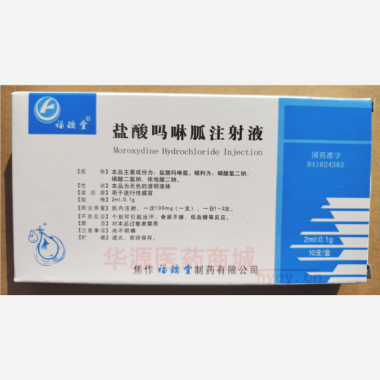 福瑞堂®
盐酸吗啉胍注射液
Moroxydine Hydrochloride Injection
国药准字
H41024383
【成　份】本品主要成份为：盐酸吗啉胍，辅料为：磷酸氢二钠、
磷酸二氢钠、依地酸二钠。
【性　状】本品为无色的澄明液体
【适 应 症】用于流行性感冒
【规　格】2ml:0.1g
【用法用量】肌内注射，一次100mg（一支），一日1~2次。
【不良反应】个别可引起出汗、食欲不振、低血糖等反应。
【禁　忌】对本品过敏者禁用
【注意事项】尚不明确
【贮　藏】遮光，密闭保存。
华源医药商城
hyey.cn
焦作福瑞堂制药有限公司
2ml:0.1g
10支/盒